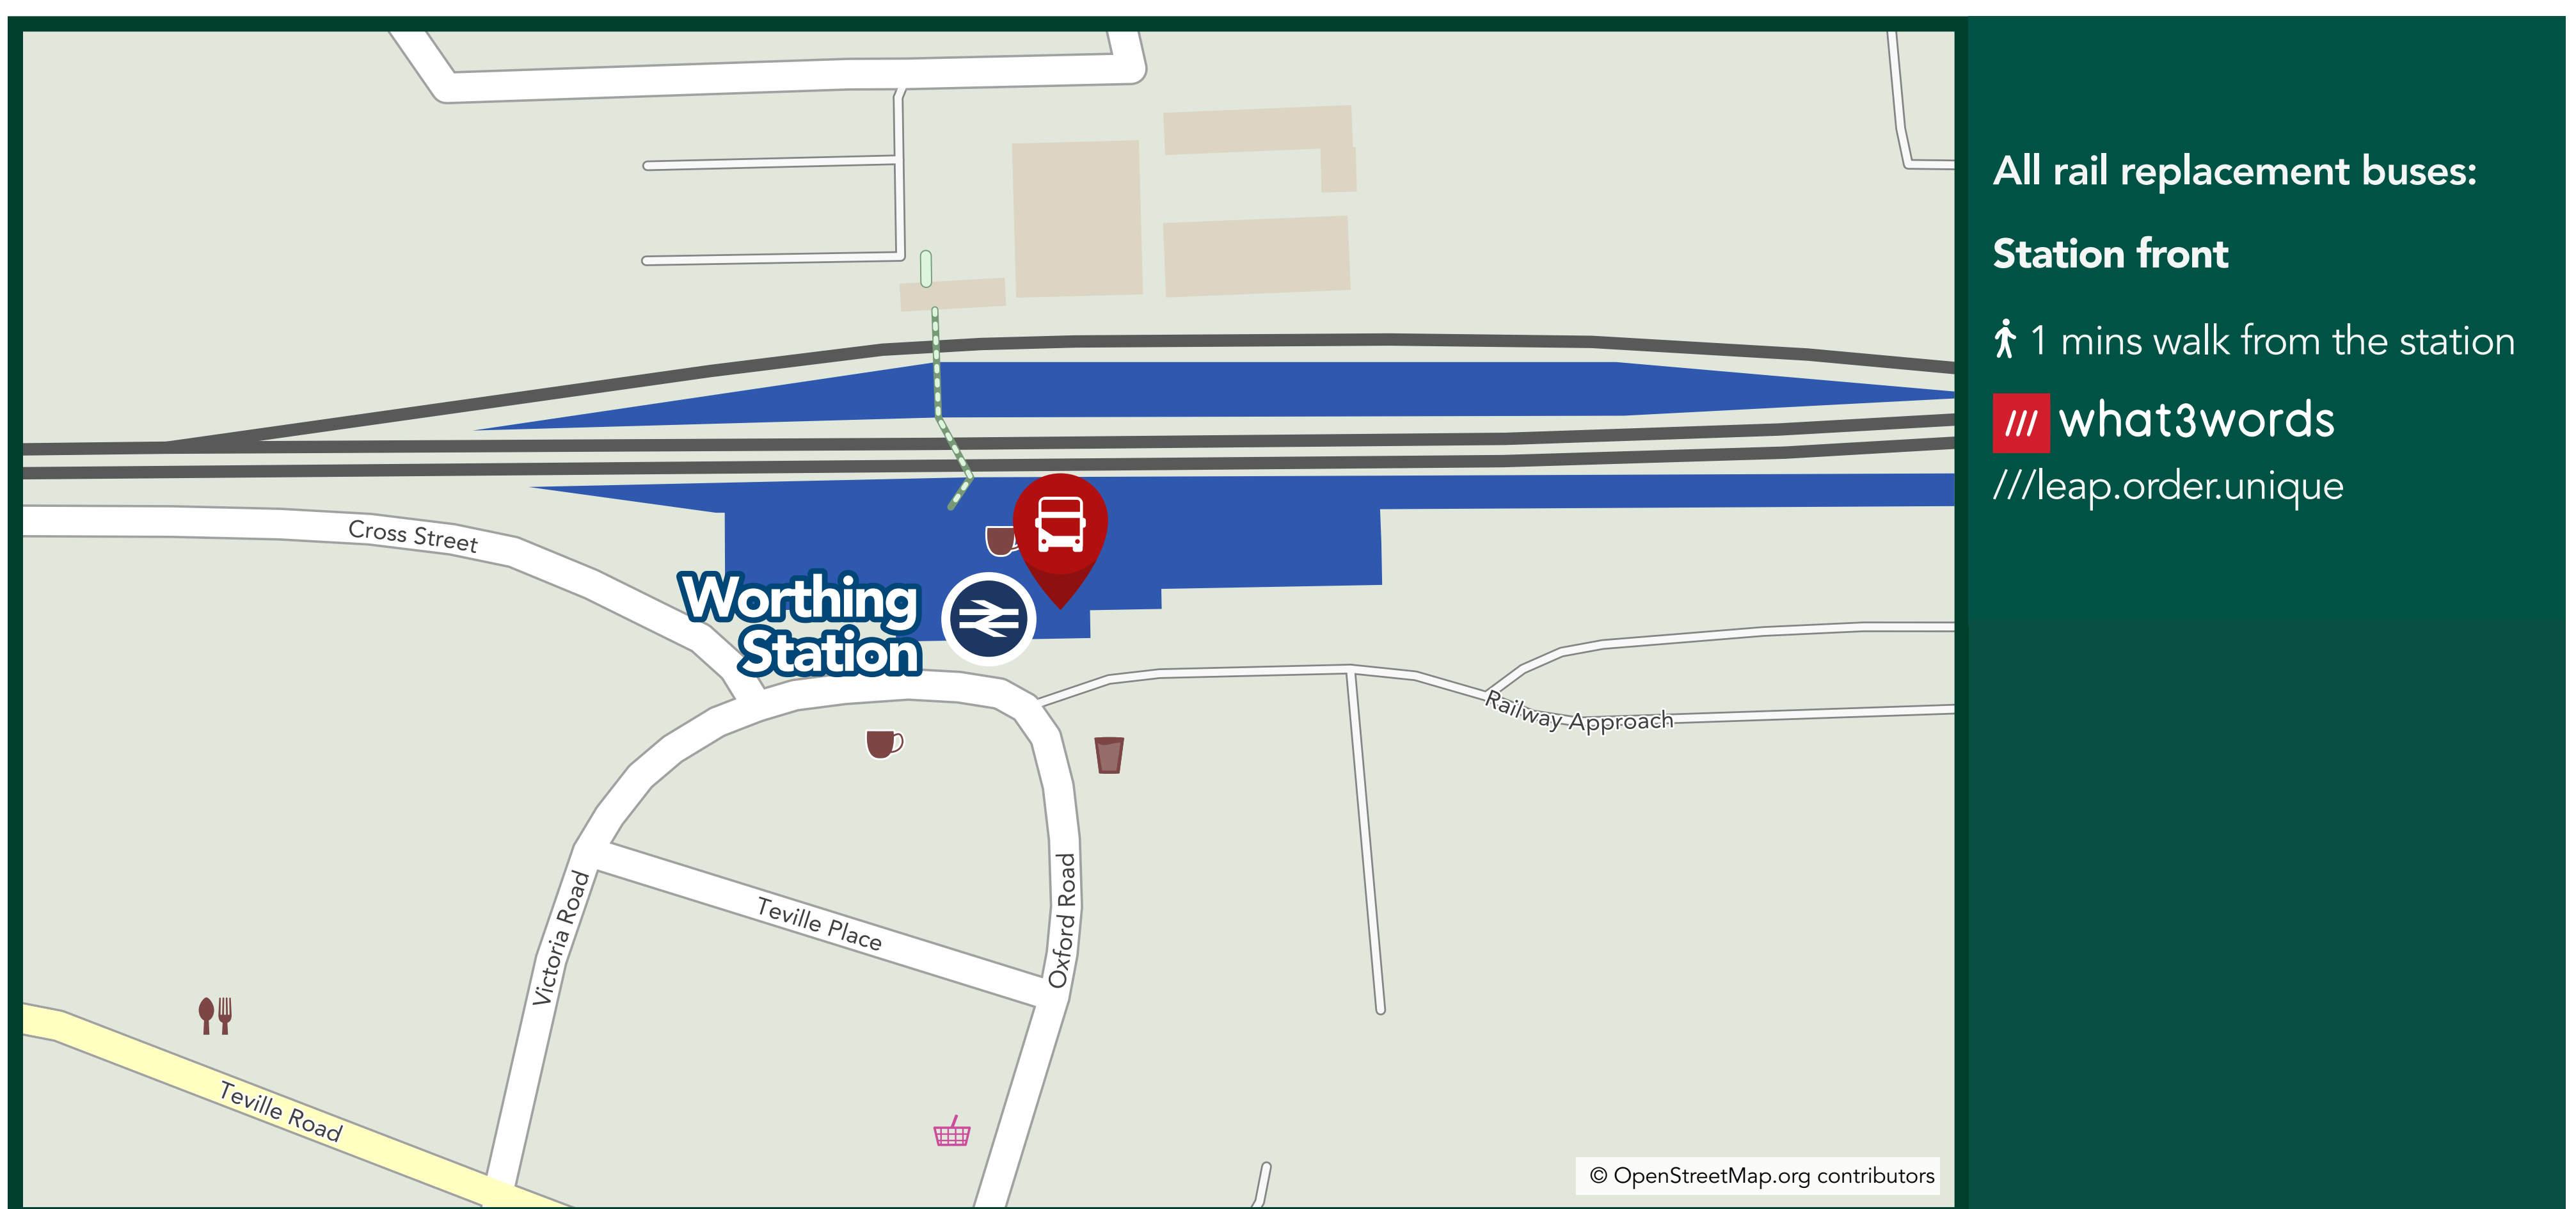 Cross Street
Worthing
Station
Railway Approach
Victoria Road
Teville Place
Oxford Road
Teville Road
© OpenStreetMap.org contributors
All rail replacement buses:
Station front
1 mins walk from the station
/// what3words
///leap.order.unique